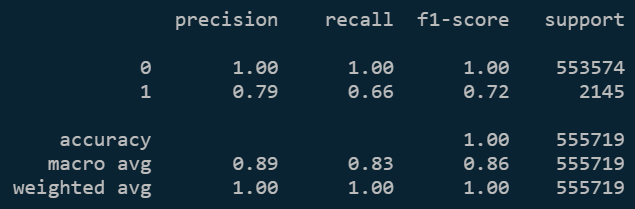 precision recall f1-score support
0 1.00 1.00 1.00 553574
1 0.79 0.66 0.72 2145
accuracy 1.00 555719
macro avg 0.89 0.83 0.86 555719
weighted avg 1.00 1.00 1.00 555719